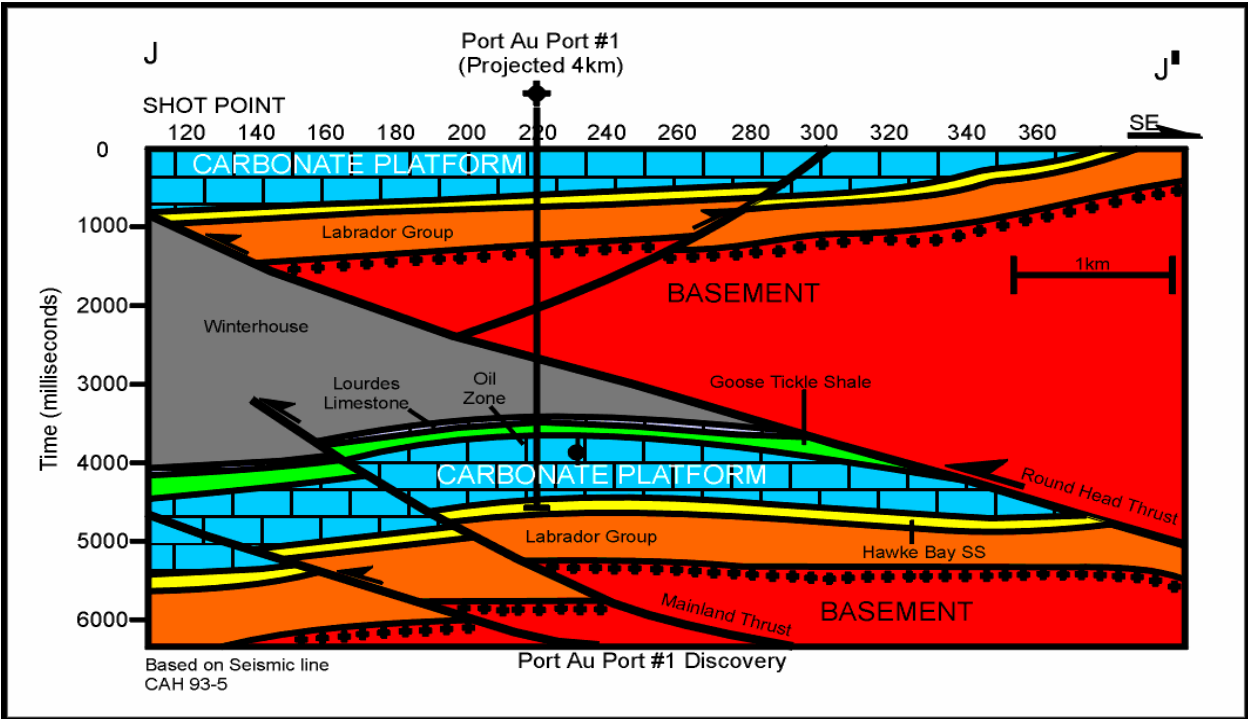 J
Port Au Port #1
(Projected 4km)
J'
SHOT POINT
120 140 160 180 200 220 240 260 280 300 320 340 360
SE
0
CARBONATE PLATFORM
1000
Labrador Group
1km
2000
BASEMENT
Winterhouse
Time (milliseconds)
3000
Lourdes
Limestone
Oil
Zone
Goose Tickle Shale
4000
CARBONATE PLATFORM
Round Head Thrust
5000
Labrador Group
Hawke Bay SS
6000
Mainland Thrust
BASEMENT
Based on Seismic line
CAH 93-5
Port Au Port #1 Discovery